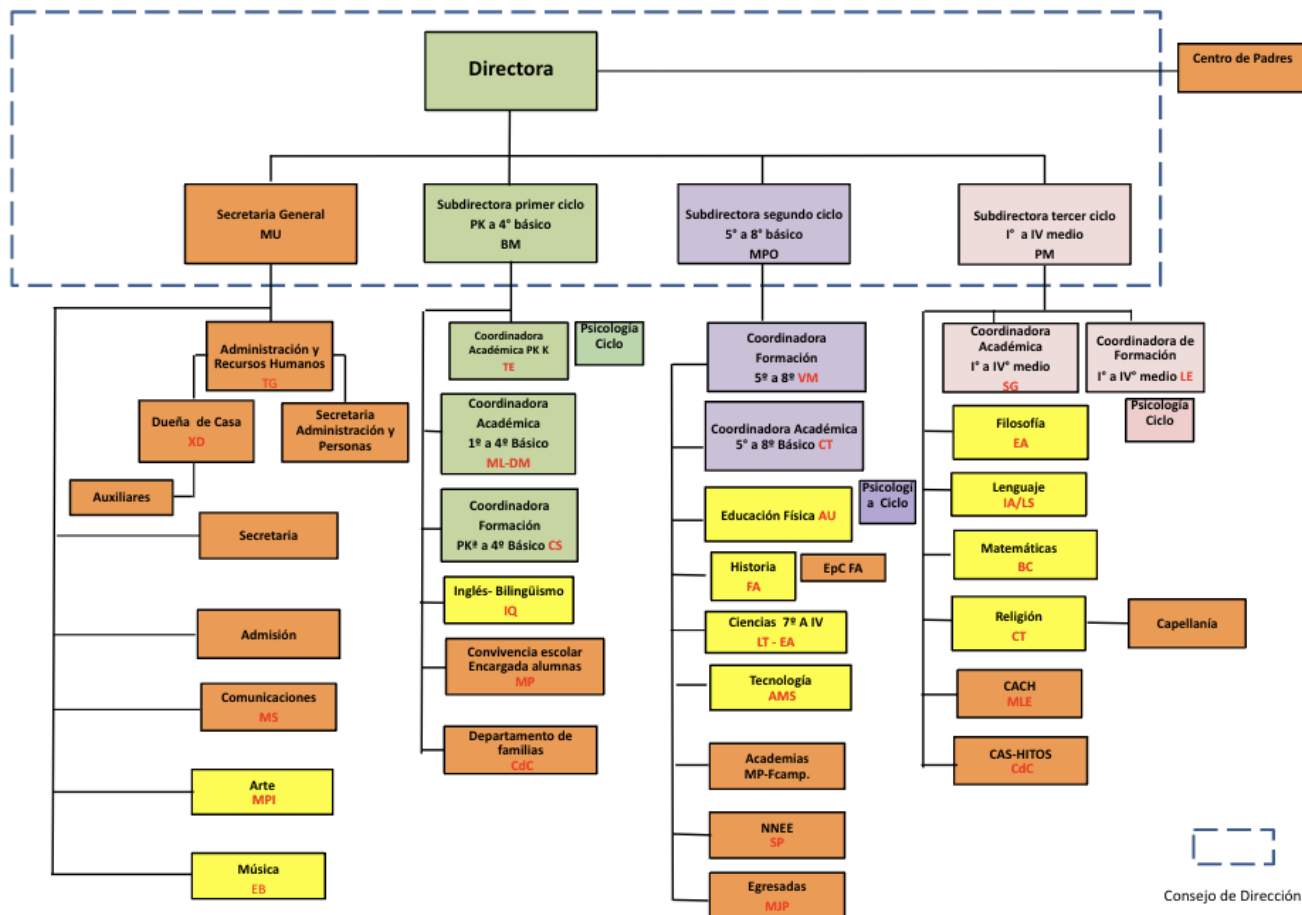 Directora
Centro de Padres
Secretaria General
MU
Subdirectora primer ciclo
PK a 4° básico
BM
Subdirectora segundo ciclo
5° a 8° básico
MPO
Subdirectora tercer ciclo
I° a IV medio
PM
Administración y
Recursos Humanos
TG
Dueña de Casa
XD
Secretaria
Administración y
Personas
Auxiliares
Secretaria
Admisión
Comunicaciones
MS
Arte
MPI
Música
EB
Coordinadora
Académica PK K
TE
Psicología
Ciclo
Coordinadora
Académica
1º a 4º Básico
ML-DM
Coordinadora
Formación
PKª a 4º Básico CS
Inglés- Bilingüismo
IQ
Convivencia escolar
Encargada alumnas
MP
Departamento de
familias
CdC
Coordinadora
Formación
5º a 8º VM
Coordinadora Académica
5° a 8º Básico CT
Psicologí
a Ciclo
Educación Física AU
Historia
FA
EpC FA
Ciencias 7º A IV
LT - EA
Tecnología
AMS
Academias
MP-Fcamp.
NNEE
SP
Egresadas
MJP
Coordinadora
Académica
I° a IV° medio
SG
Coordinadora de
Formación
I° a IV° medio LE
Psicología
Ciclo
Filosofía
EA
Lenguaje
IA/LS
Matemáticas
BC
Religión
CT
Capellanía
CACH
MLE
CAS-HITOS
CdC
Consejo de Dirección